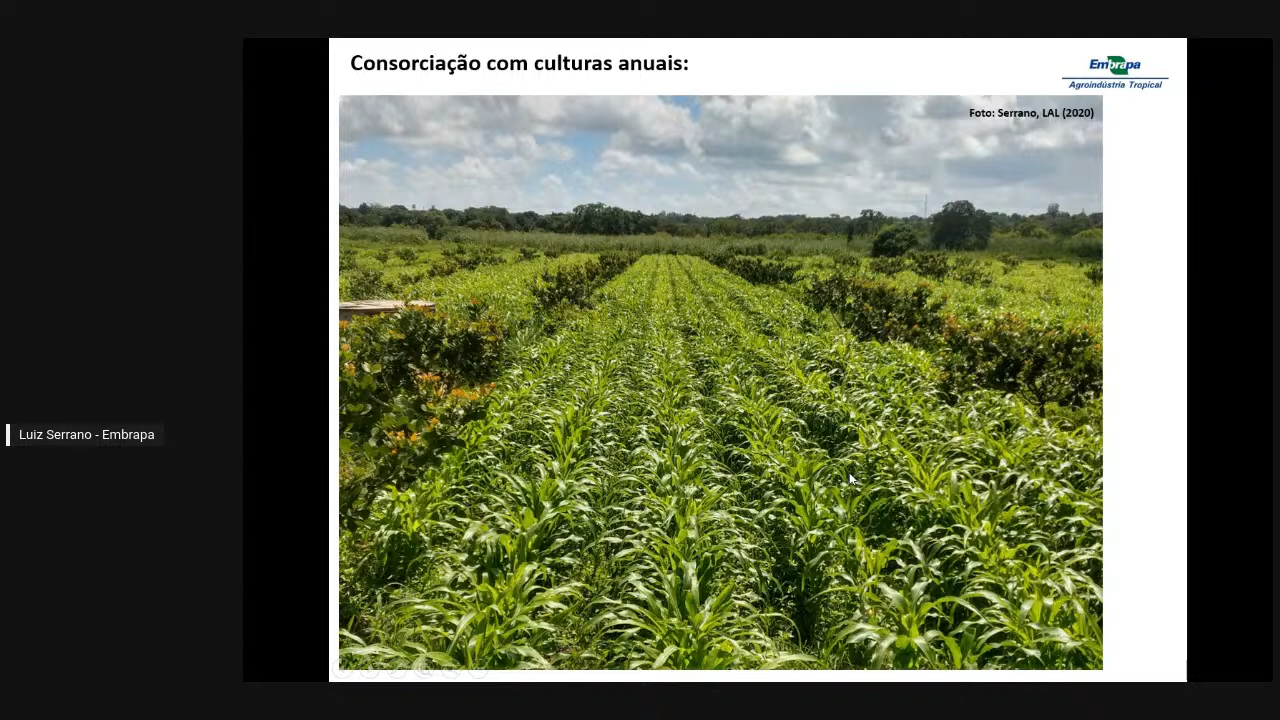 Consorciação com culturas anuais:
Embrapa
Agroindústria Tropical
Foto: Serrano, LAL (2020)
Luiz Serrano - Embrapa